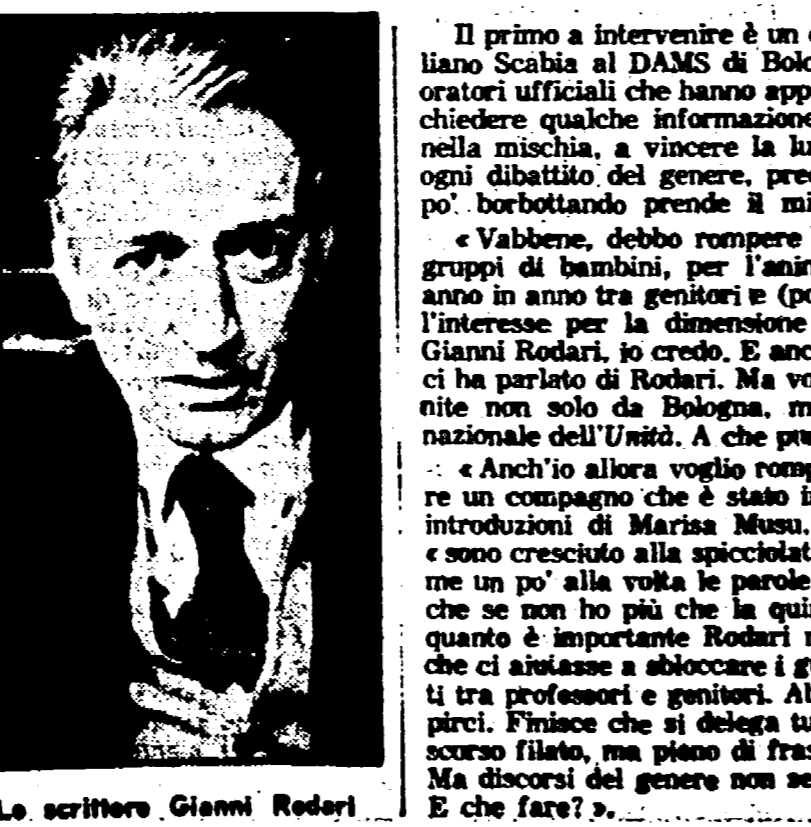 Lo scrittore Gianni Rodari
Il primo a intervenire è un
liano Scabia al DAMS di Bolo
oratori ufficiali che hanno app
chiedere qualche informazione
nella mischia, a vincere la lu
ogni dibattito del genere, pre
po' borbottando prende il mi
« Vabbene, debbo rompere
gruppi di bambini, per l'anim
anno in anno tra genitori e (po
l'interesse per la dimensione
Gianni Rodari, io credo. E anc
ci ha parlato di Rodari. Ma vo
nite non solo da Bologna, m
nazionale dell'Unità. A che pu
« Anch'io allora voglio romp
re un compagno che è stato i
introduzioni di Marisa Musu.
« sono cresciuto alla spicciolat
me un po' alla volta le parole
che se non ho più che la qui
quanto è importante Rodari
che ci aiutasse a sbloccare i g
ti tra professori e genitori. Al
pirci. Finisce che si delega tu
scorso filato, ma pieno di fras
Ma discorsi del genere non se
E che fare? ».